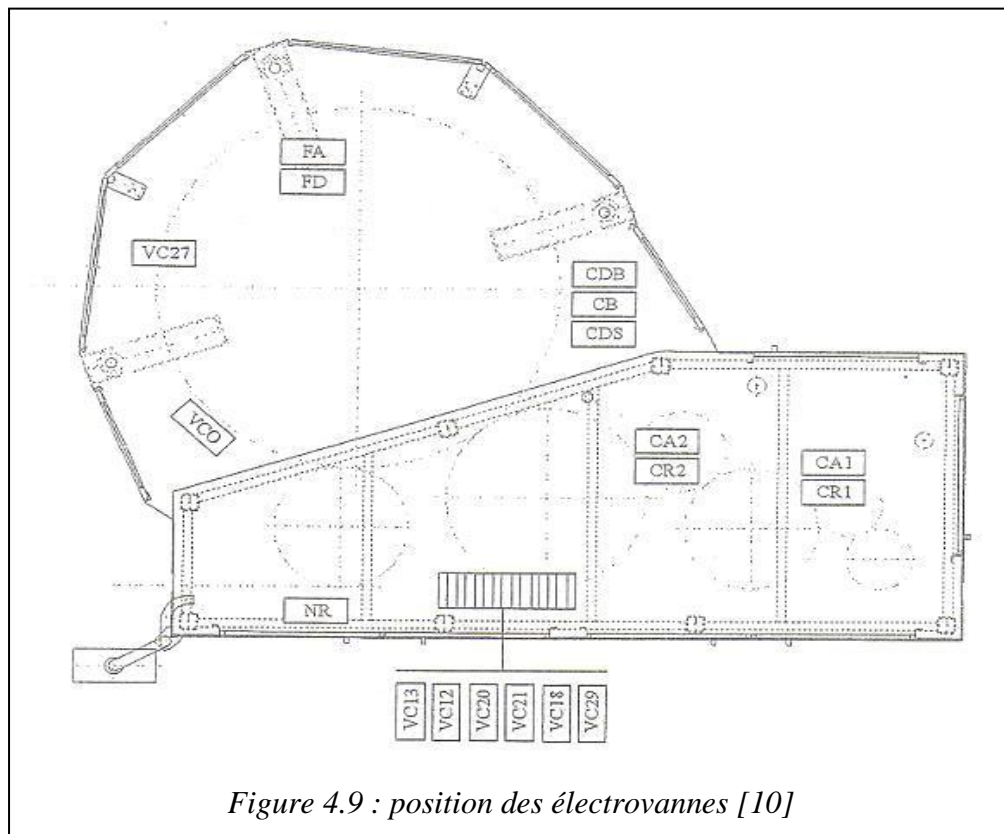 FA
FD
VC27
CDB
CB
CDS
VCO
CA2
CR2
CA1
CR1
NR
VC13
VC12
VC20
VC21
VC18
VC29
Figure 4.9 : position des électrovannes [10]